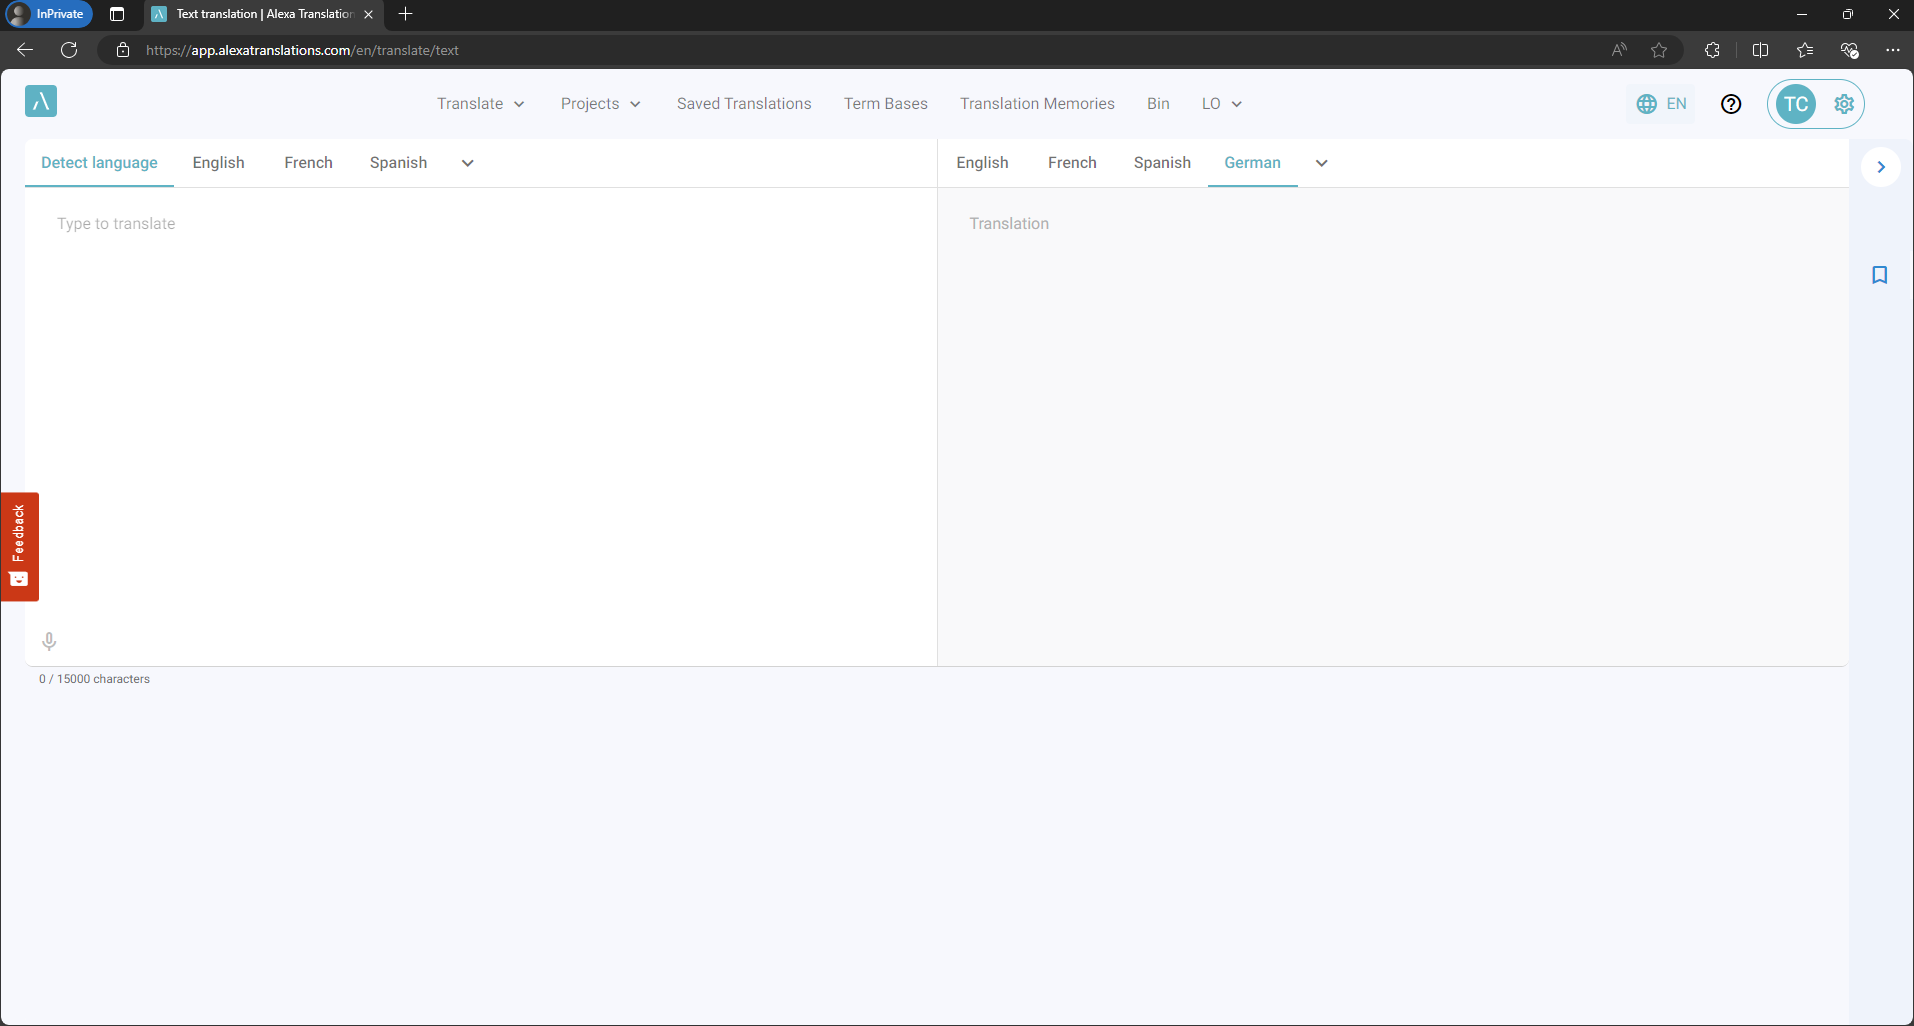 InPrivate
Text translation | Alexa Translation
https://app.alexatranslations.com/en/translate/text
Translate Projects Saved Translations Term Bases Translation Memories Bin LO EN TC
Detect language English French Spanish
English French Spanish German
Type to translate
Translation
Feedback
0 / 15000 characters